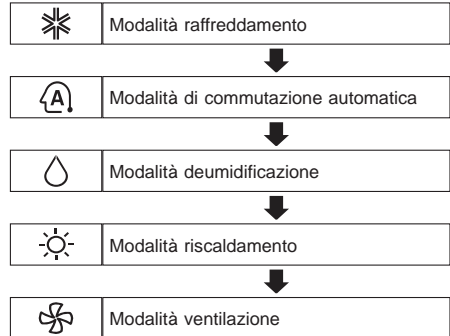 Modalità raffreddamento
A
Modalità di commutazione automatica
Modalità deumidificazione
Modalità riscaldamento
Modalità ventilazione